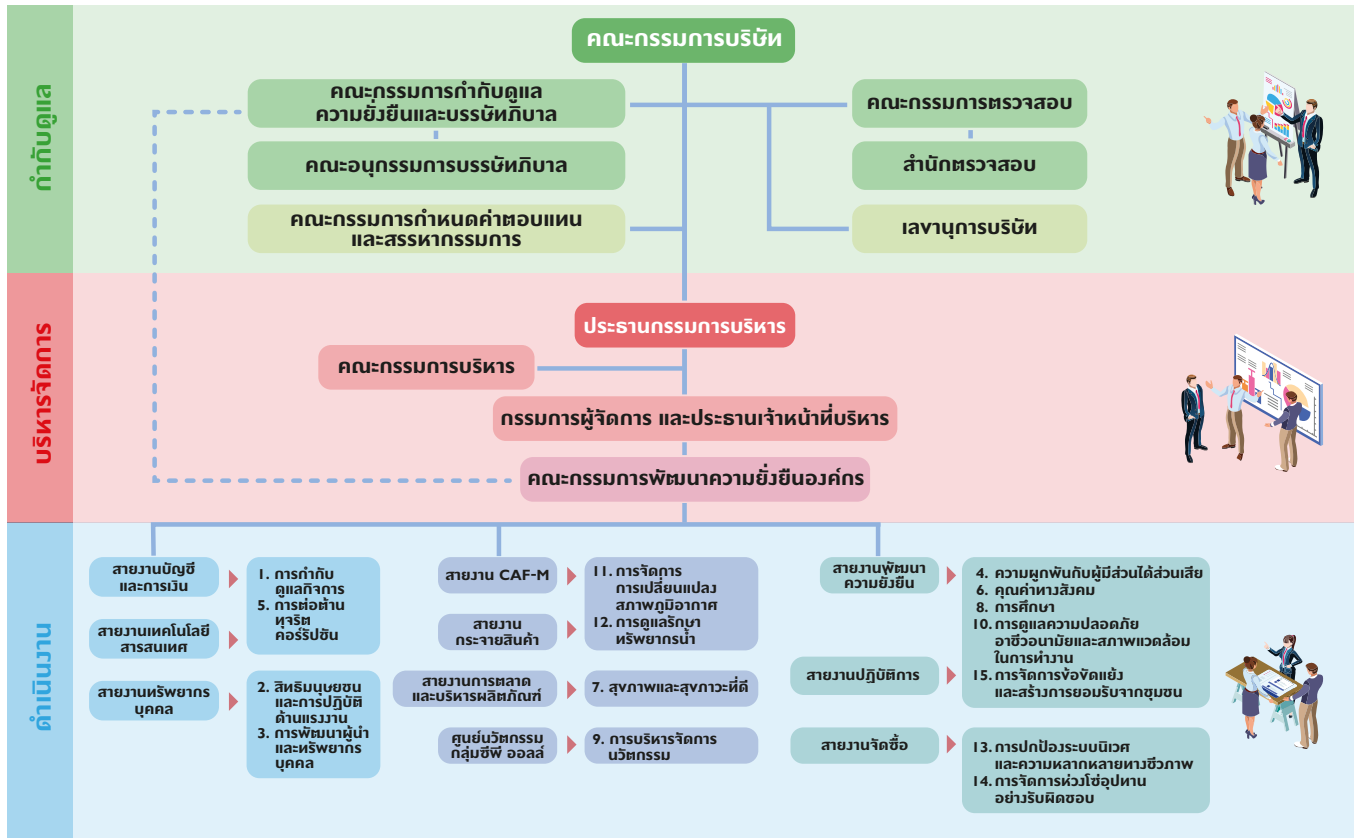 กำกับดูแล
คณะกรรมการบริษัท
คณะกรรมการกำกับดูแล
ความยั่งยืนและบรรษัทภิบาล
คณะกรรมการตรวจสอบ
คณะอนุกรรมการบรรษัทภิบาล
สำนักตรวจสอบ
คณะกรรมการกำหนดค่าตอบแทน
และสรรหากรรมการ
เลขานุการบริษัท
บริหารจัดการ
ประธานกรรมการบริหาร
คณะกรรมการบริหาร
กรรมการผู้จัดการ และประธานเจ้าหน้าที่บริหาร
คณะกรรมการพัฒนาความยั่งยืนองค์กร
ดำเนินงาน
สายงานบัญชี
และการเงิน
สายงานเทคโนโลยี
สารสนเทศ
1. การกำกับ
ดูแลกิจการ
5. การต่อต้าน
ทุจริต
คอร์รัปชัน
สายงานทรัพยากร
บุคคล
2. สิทธิมนุษยชน
และการปฏิบัติ
ด้านแรงงาน
3. การพัฒนาผู้นำ
และทรัพยากร
บุคคล
สายงาน CAF-M
สายงาน
กระจายสินค้า
11. การจัดการ
การเปลี่ยนแปลง
สภาพภูมิอากาศ
12. การดูแลรักษา
ทรัพยากรน้ำ
สายงานการตลาด
และบริหารผลิตภัณฑ์
7. สุขภาพและสุขภาวะที่ดี
ศูนย์นวัตกรรม
กลุ่มซีพี ออลล์
9. การบริหารจัดการ
นวัตกรรม
สายงานพัฒนา
ความยั่งยืน
สายงานปฏิบัติการ
4. ความผูกพันกับผู้มีส่วนได้ส่วนเสีย
6. คุณค่าทางสังคม
8. การศึกษา
10. การดูแลความปลอดภัย
อาชีวอนามัยและสภาพแวดล้อม
ในการทำงาน
15. การจัดการข้อขัดแย้ง
และสร้างการยอมรับจากชุมชน
สายงานจัดซื้อ
13. การปกป้องระบบนิเวศ
และความหลากหลายทางชีวภาพ
14. การจัดการห่วงโซ่อุปทาน
อย่างรับผิดชอบ